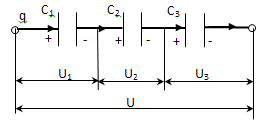 q C₁ C₂ C₃
+ - + - + -
U₁ U₂ U₃
U